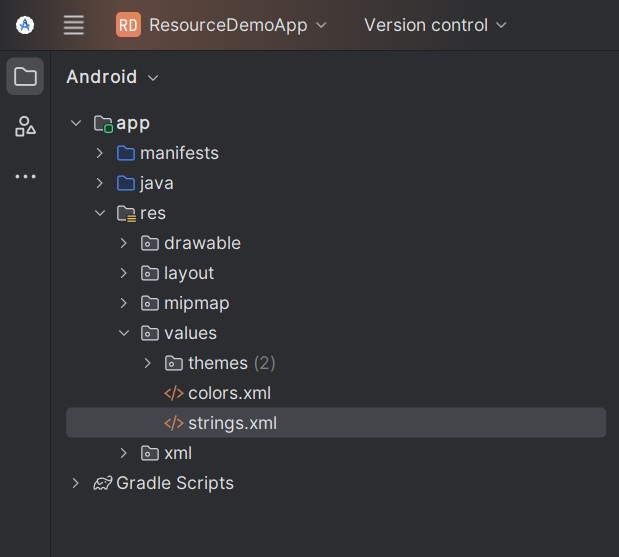 RD ResourceDemoApp Version control
Android
app
manifests
java
res
drawable
layout
mipmap
values
themes (2)
colors.xml
</> strings.xml
xml
Gradle Scripts